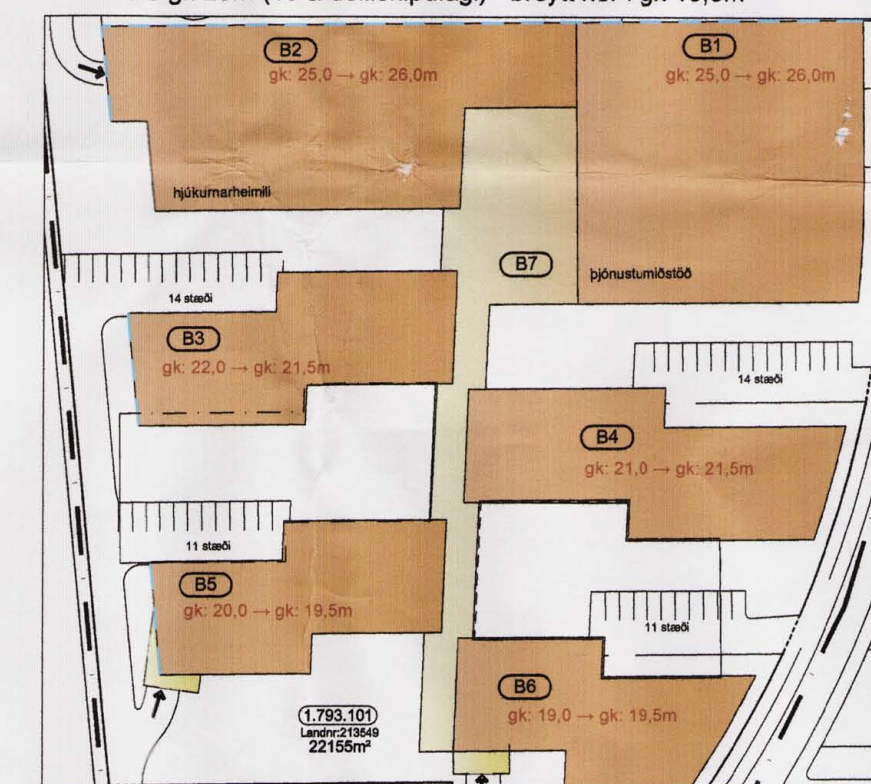 B2
gk: 25,0 → gk: 26,0m
B1
gk: 25,0 → gk: 26,0m
hjúkurnarheimili
B7
þjónustumiðstöð
14 stæði
B3
gk: 22,0 → gk: 21,5m
14 stæði
B4
gk: 21,0 → gk: 21,5m
11 stæði
B5
gk: 20,0 → gk: 19,5m
11 stæði
B6
gk: 19,0 → gk: 19,5m
1.793.101
Landnr:213549
22155m²